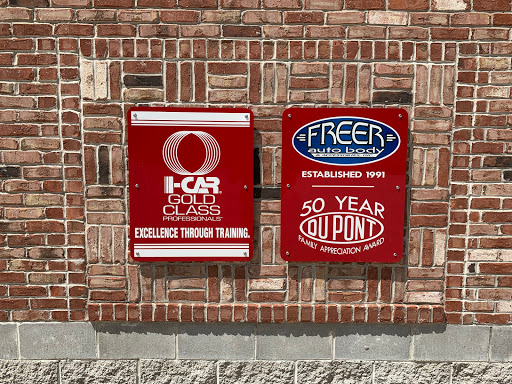 I-CAR
GOLD
CLASS
PROFESSIONALS
EXCELLENCE THROUGH TRAINING.
FREER
auto body
ESTABLISHED 1991
50 YEAR
DU PONT
FAMILY APPRECIATION AWARD